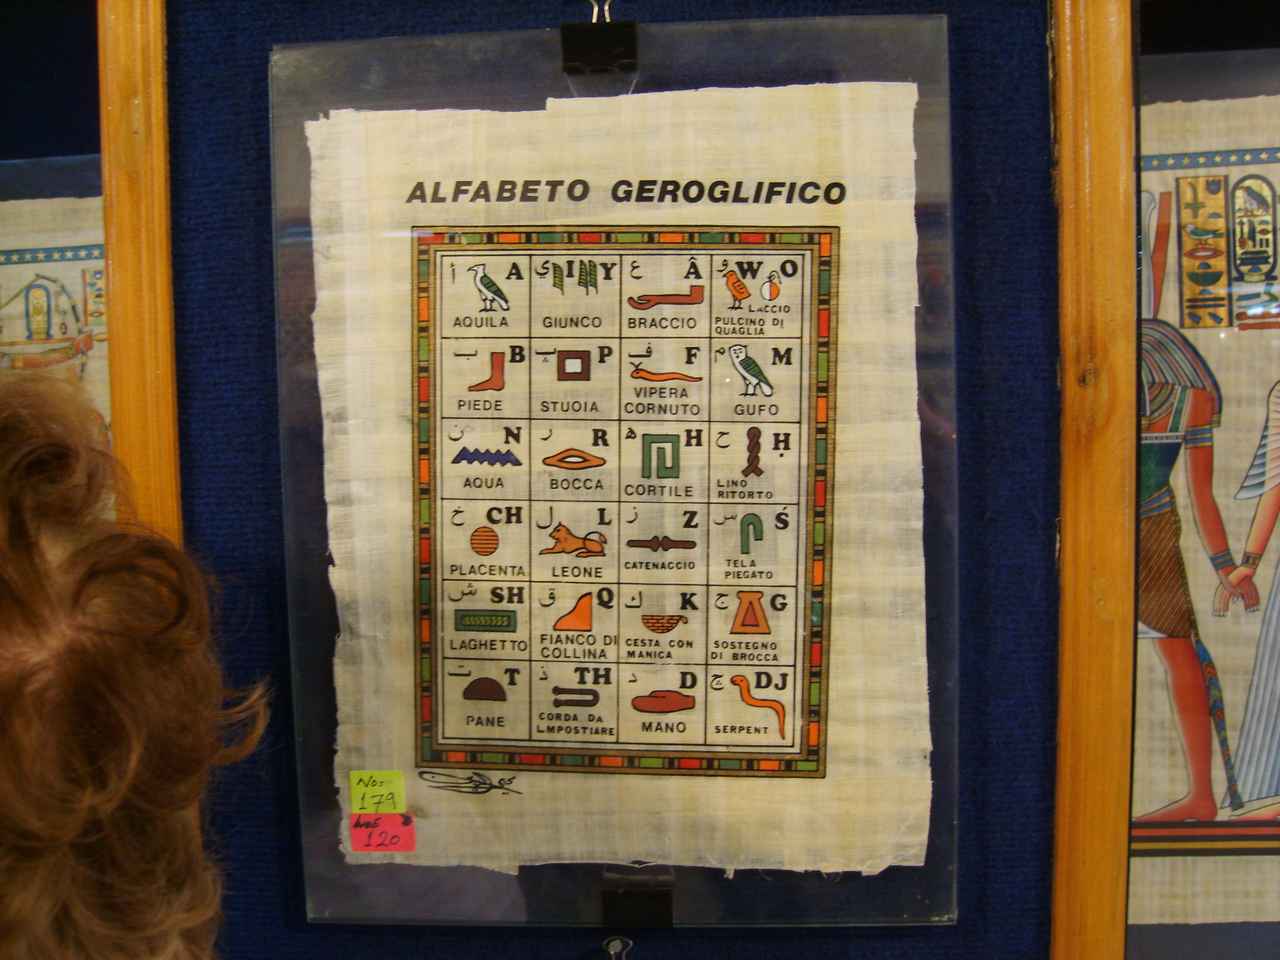 ALFABETO GEROGLIFICO
أ A
AQUILA
ي I Y
GIUNCO
ع Â
BRACCIO
و W O
LACCIO
PULCINO DI
QUAGLIA
ب B
PIEDE
پ P
STUOIA
ف F
VIPERA
CORNUTO
م M
GUFO
ن N
AQUA
ر R
BOCCA
ه H
CORTILE
ح Ḥ
LINO
RITORTO
خ CH
PLACENTA
ل L
LEONE
ز Z
CATENACCIO
س Ś
TELA
PIEGATO
ش SH
LAGHETTO
ق Q
FIANCO DI
COLLINA
ك K
CESTA CON
MANICA
ج G
SOSTEGNO
DI BROCCA
ت T
PANE
ذ TH
CORDA DA
L.MPOSTIARE
د D
MANO
چ DJ
SERPENT
No:
179
120